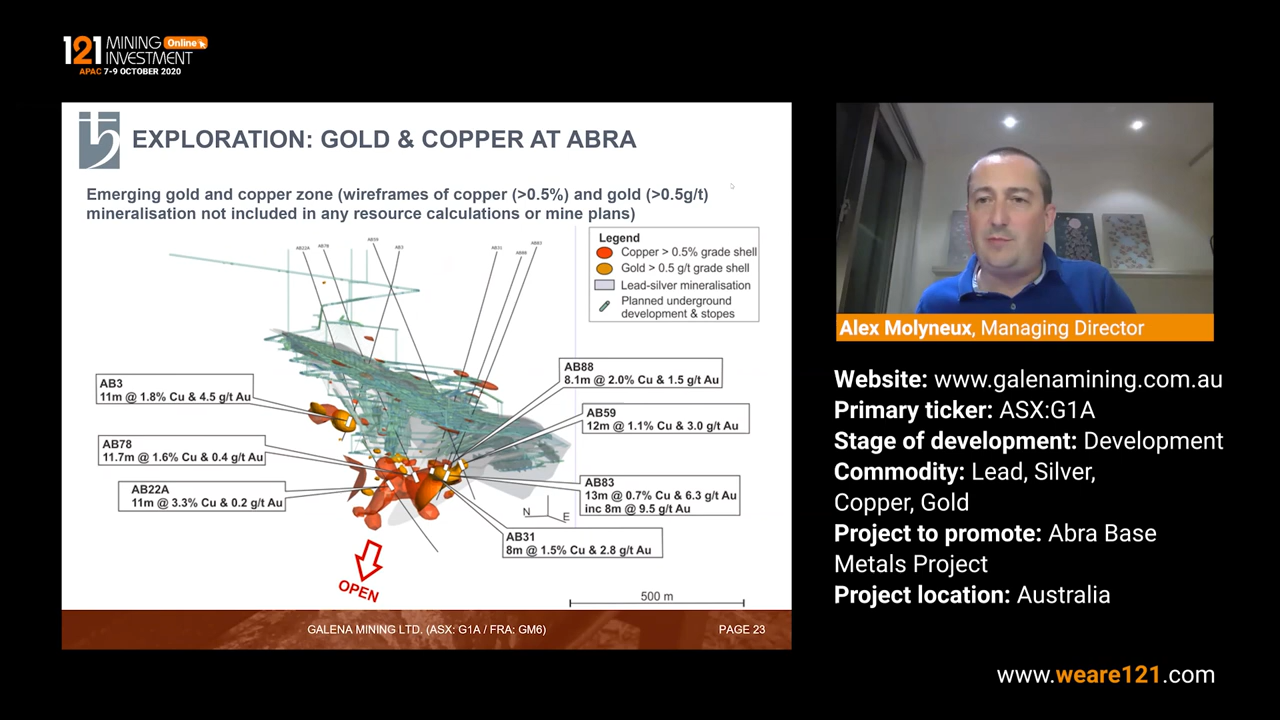 121 MINING Online
INVESTMENT
APAC 7-9 OCTOBER 2020
EXPLORATION: GOLD & COPPER AT ABRA
Emerging gold and copper zone (wireframes of copper (>0.5%) and gold (>0.5g/t)
mineralisation not included in any resource calculations or mine plans)
AB22A
AB78
AB59
AB3
AB31
AB88
AB83
Legend
Copper > 0.5% grade shell
Gold > 0.5 g/t grade shell
Lead-silver mineralisation
Planned underground
development & stopes
AB3
11m @ 1.8% Cu & 4.5 g/t Au
AB78
11.7m @ 1.6% Cu & 0.4 g/t Au
AB22A
11m @ 3.3% Cu & 0.2 g/t Au
AB88
8.1m @ 2.0% Cu & 1.5 g/t Au
AB59
12m @ 1.1% Cu & 3.0 g/t Au
AB83
13m @ 0.7% Cu & 6.3 g/t Au
inc 8m @ 9.5 g/t Au
AB31
8m @ 1.5% Cu & 2.8 g/t Au
N
E
OPEN
500 m
GALENA MINING LTD. (ASX: G1A / FRA: GM6)
PAGE 23
Alex Molyneux, Managing Director
Website: www.galenamining.com.au
Primary ticker: ASX:G1A
Stage of development: Development
Commodity: Lead, Silver,
Copper, Gold
Project to promote: Abra Base
Metals Project
Project location: Australia
www.weare121.com